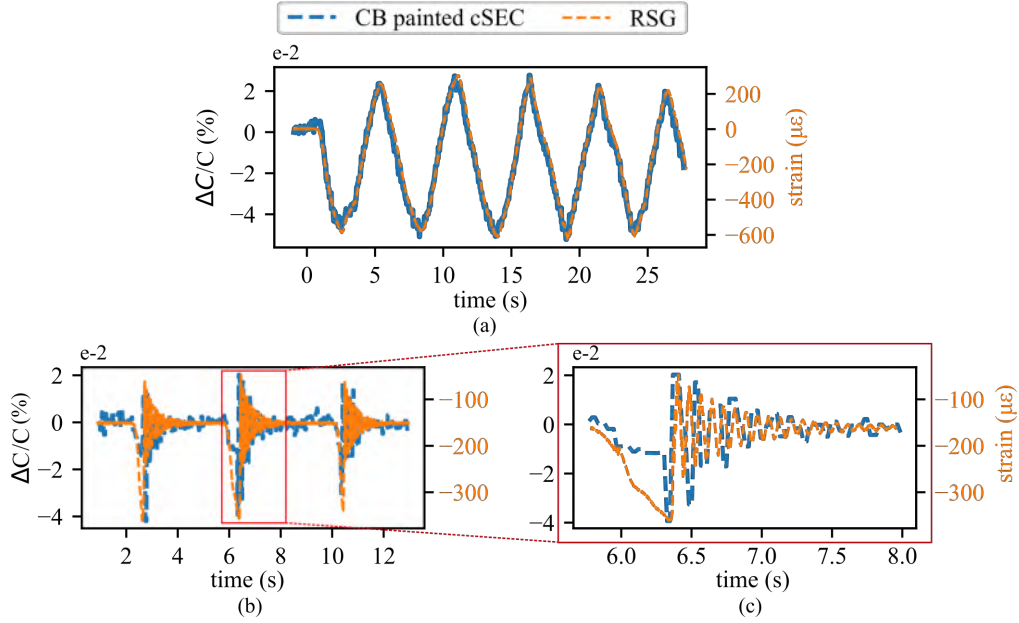 CB painted cSEC RSG
e-2
2
0
−2
−4
ΔC/C (%)
200
0
−200
−400
−600
strain (με)
0 5 10 15 20 25
time (s)
(a)
e-2
2
0
−2
−4
ΔC/C (%)
−100
−200
−300
2 4 6 8 10 12
time (s)
(b)
e-2
2
0
−2
−4
−100
−200
−300
strain (με)
6.0 6.5 7.0 7.5 8.0
time (s)
(c)